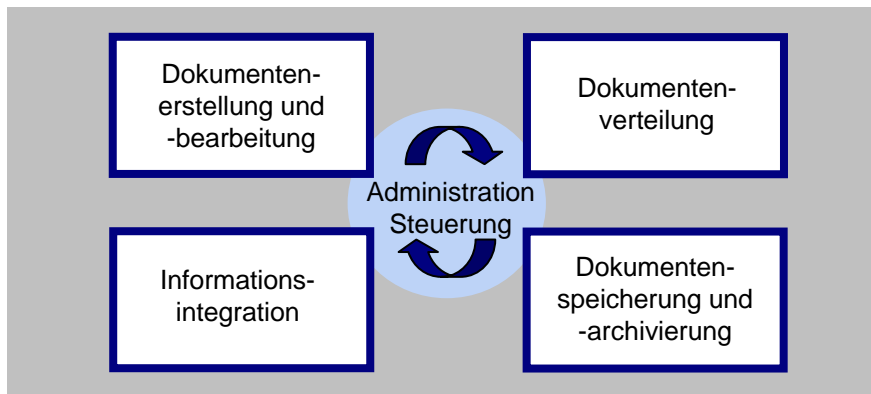 Dokumenten-
erstellung und
-bearbeitung
Dokumenten-
verteilung
Administration
Steuerung
Informations-
integration
Dokumenten-
speicherung und
-archivierung